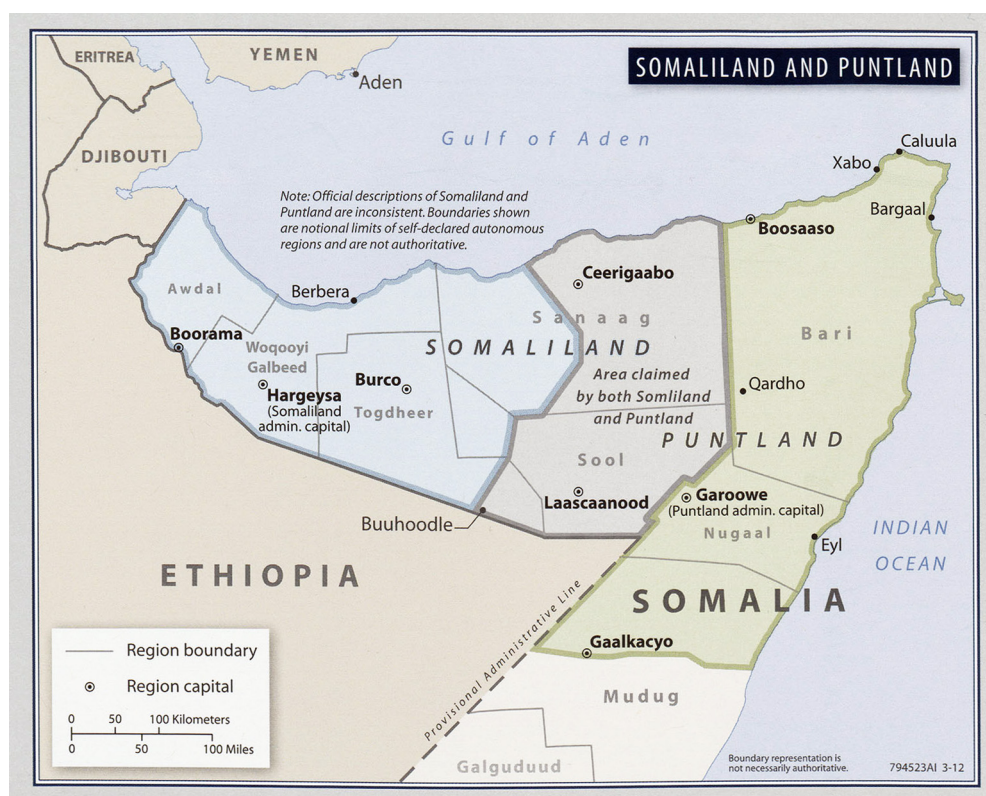 SOMALILAND AND PUNTLAND
ERITREA
YEMEN
Aden
DJIBOUTI
Gulf of Aden
Caluula
Xabo
Bargaal
Note: Official descriptions of Somaliland and
Puntland are inconsistent. Boundaries shown
are notional limits of self-declared autonomous
regions and are not authoritative.
Boosaaso
Ceerigaabo
Awdal
Berbera
Sanaag
Bari
Boorama
Woqooyi
Galbeed
SOMALILAND
Area claimed
by both Somliland
and Puntland
Burco
Qardho
Hargeysa
(Somaliland
admin. capital)
Togdheer
PUNTLAND
Sool
Laascaanood
Garoowe
(Puntland admin. capital)
Buuhoodle
Nugaal
Eyl
INDIAN
OCEAN
ETHIOPIA
SOMALIA
Provisional Administrative Line
Gaalkacyo
Mudug
Galguduud
Region boundary
Region capital
0 50 100 Kilometers
0 50 100 Miles
Boundary representation is
not necessarily authoritative.
794523AI 3-12